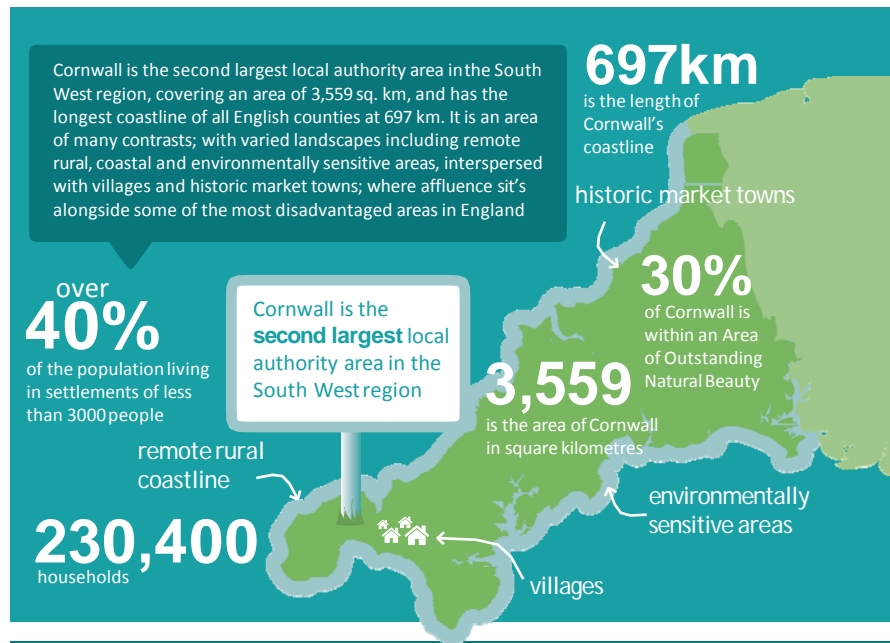 Cornwall is the second largest local authority area in the South
West region, covering an area of 3,559 sq. km, and has the
longest coastline of all English counties at 697 km. It is an area
of many contrasts; with varied landscapes including remote
rural, coastal and environmentally sensitive areas, interspersed
with villages and historic market towns; where affluence sit's
alongside some of the most disadvantaged areas in England
697km
is the length of
Cornwall's
coastline
historic market towns
over
40%
of the population living
in settlements of less
than 3000 people
Cornwall is the
second largest local
authority area in the
South West region
30%
of Cornwall is
within an Area
of Outstanding
Natural Beauty
3,559
is the area of Cornwall
in square kilometres
remote rural
coastline
environmentally
sensitive areas
230,400
households
villages